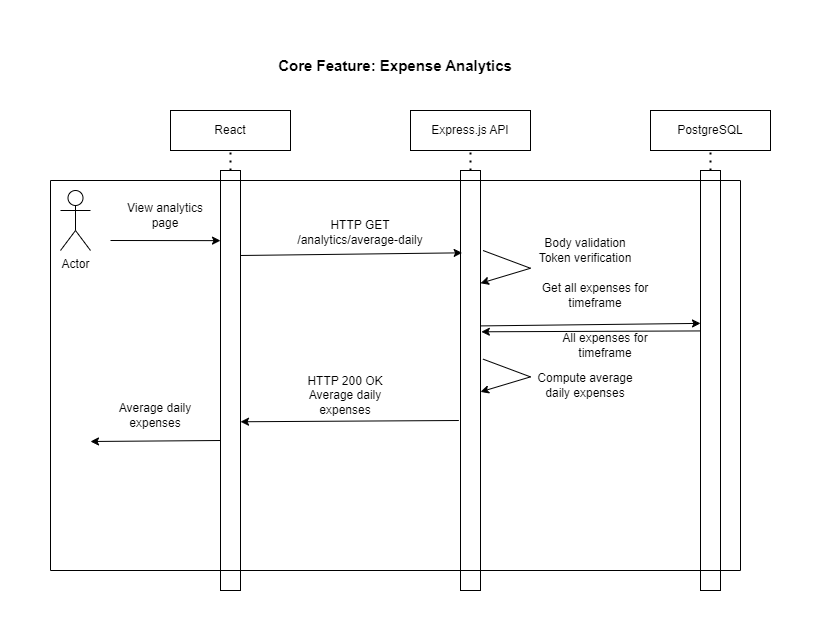 Core Feature: Expense Analytics
React
Express.js API
PostgreSQL
View analytics
page
Actor
HTTP GET
/analytics/average-daily
Body validation
Token verification
Get all expenses for
timeframe
All expenses for
timeframe
Compute average
daily expenses
HTTP 200 OK
Average daily
expenses
Average daily
expenses